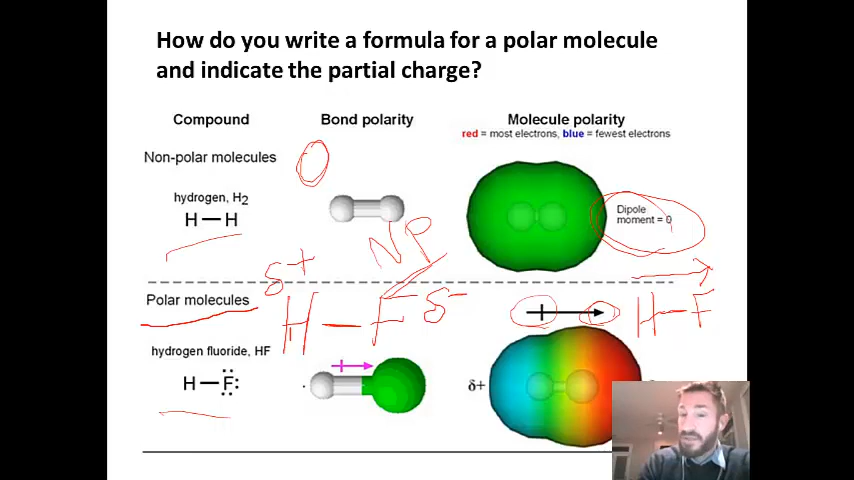 How do you write a formula for a polar molecule
and indicate the partial charge?
Compound Bond polarity Molecule polarity
red = most electrons, blue = fewest electrons
Non-polar molecules
hydrogen, H2
H—H
Dipole
moment = 0
NP
δ+
Polar molecules
H—F δ-
H—F
hydrogen fluoride, HF
H—F
δ+